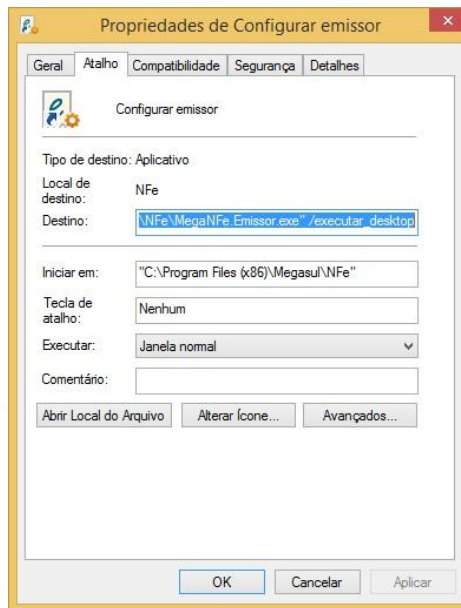 Propriedades de Configurar emissor
Geral Atalho Compatibilidade Segurança Detalhes
Configurar emissor
Tipo de destino: Aplicativo
Local de destino: NFe
Destino: \NFe\MegaNFe.Emissor.exe" /executar_desktop
Iniciar em: "C:\Program Files (x86)\Megasul\NFe"
Tecla de atalho: Nenhum
Executar: Janela normal
Comentário:
Abrir Local do Arquivo Alterar Ícone... Avançados...
OK Cancelar Aplicar